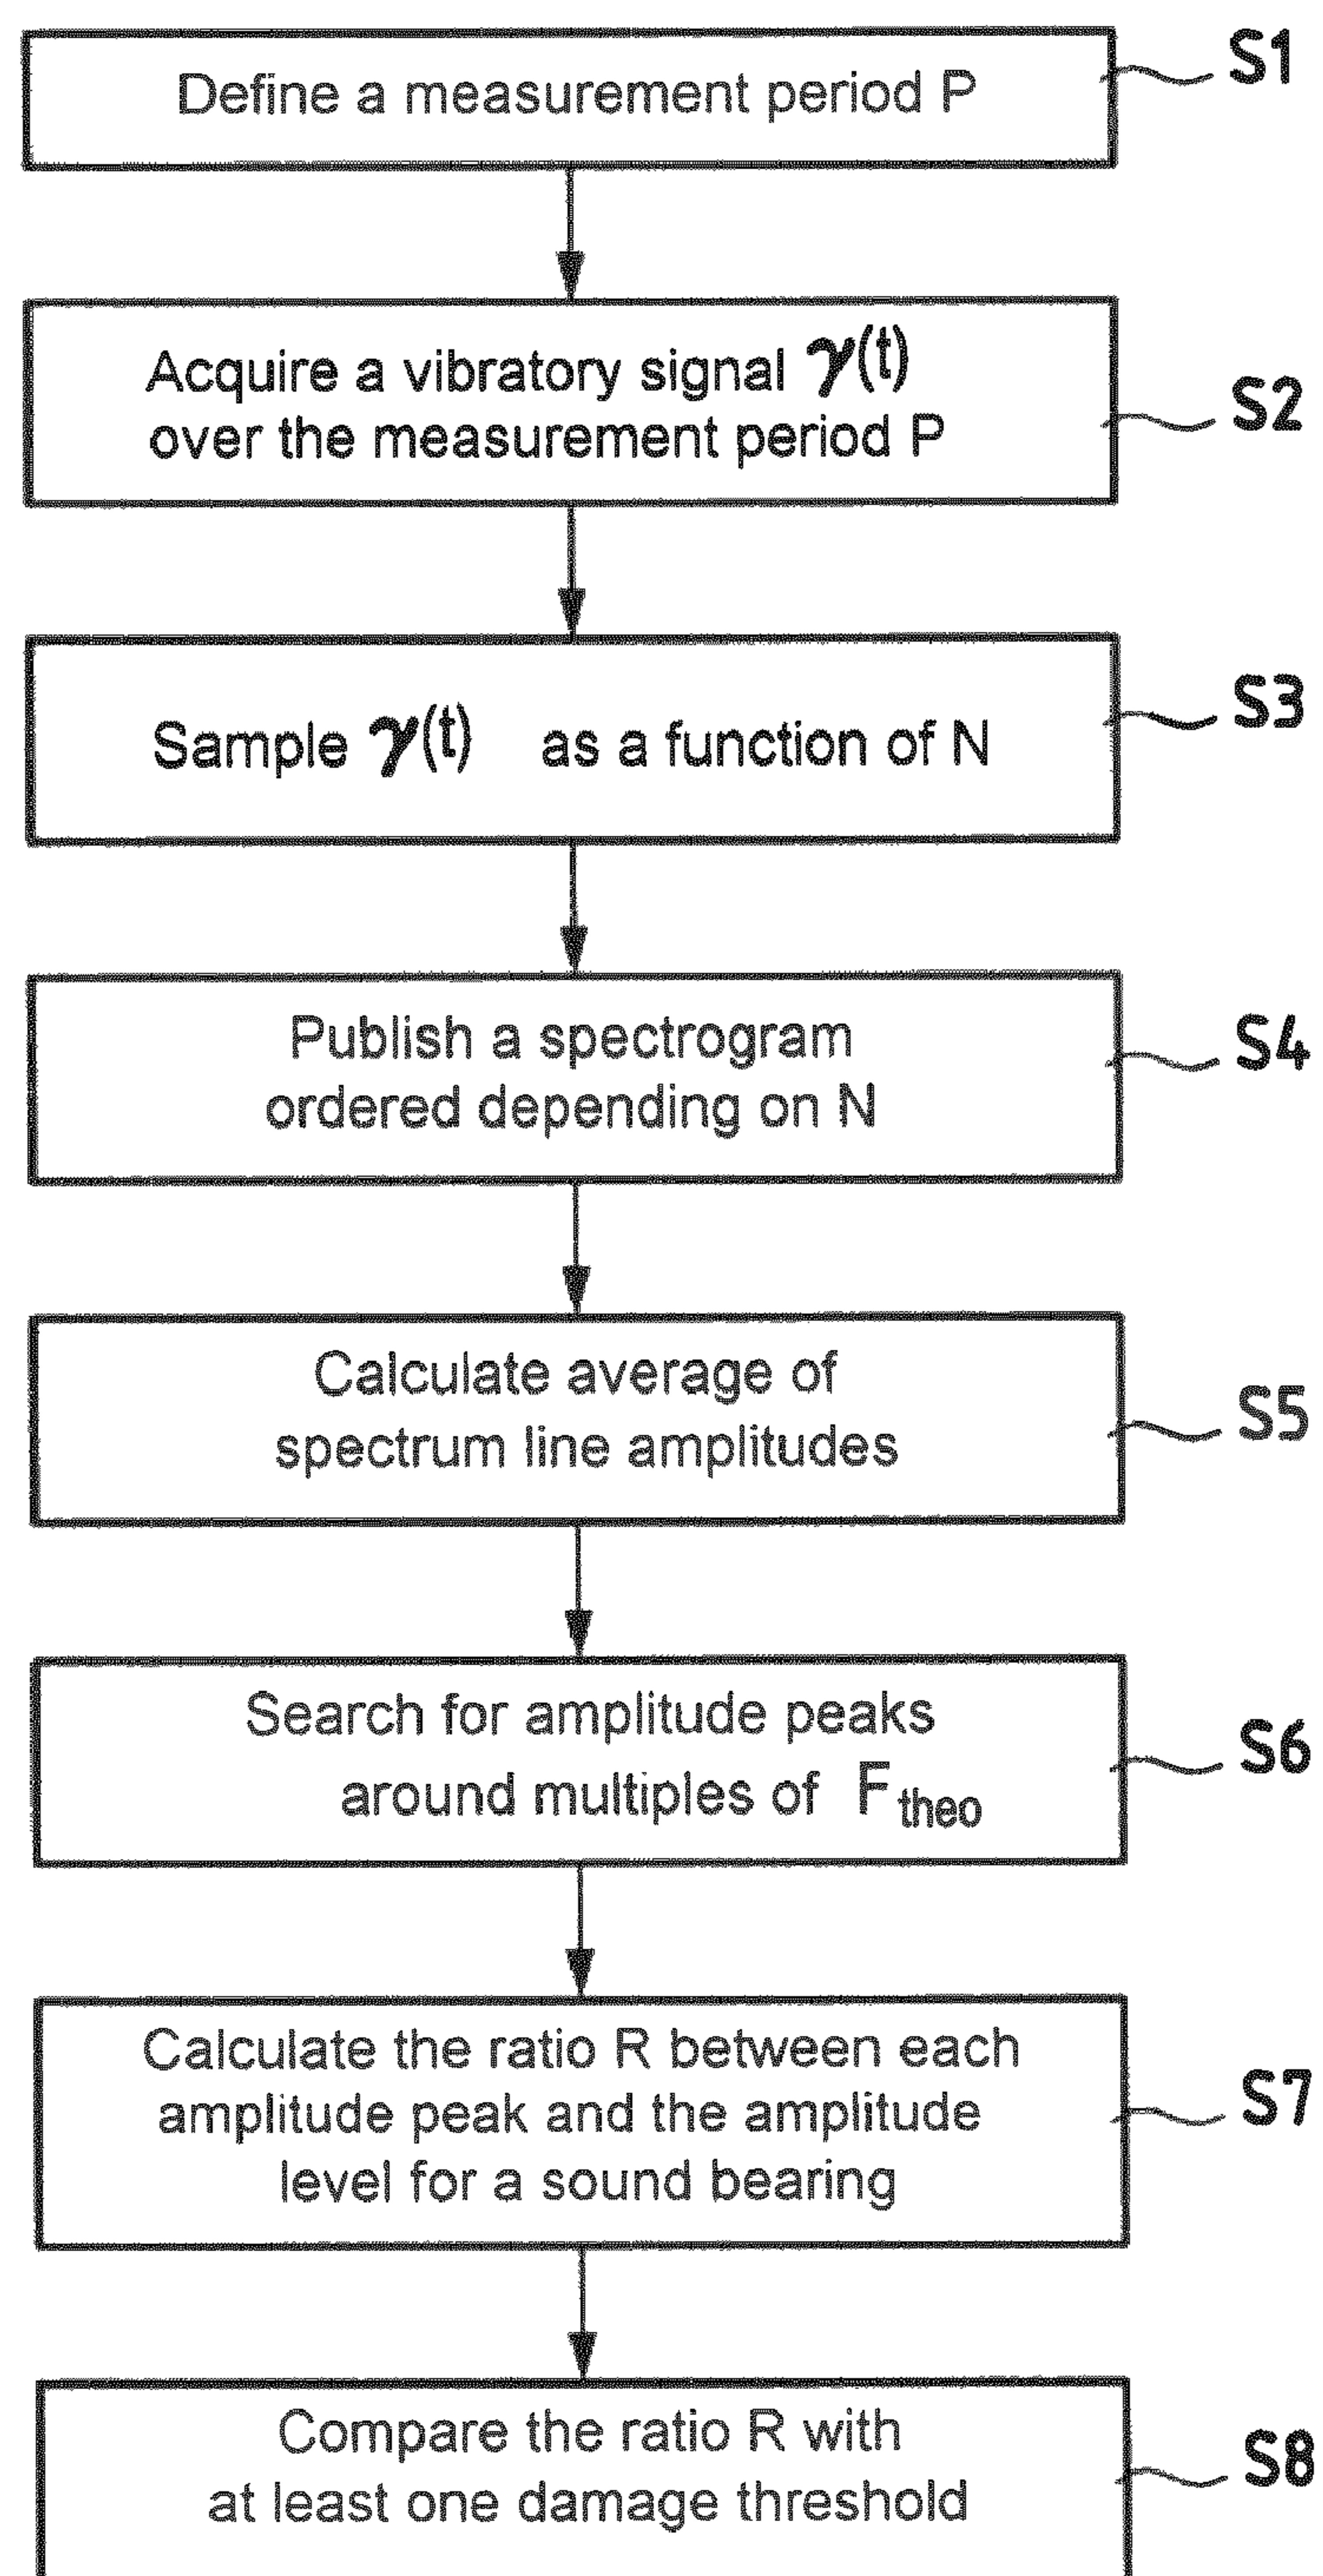 Define a measurement period P
S1
Acquire a vibratory signal γ(t)
over the measurement period P
S2
Sample γ(t) as a function of N
S3
Publish a spectrogram
ordered depending on N
S4
Calculate average of
spectrum line amplitudes
S5
Search for amplitude peaks
around multiples of F theo
S6
Calculate the ratio R between each
amplitude peak and the amplitude
level for a sound bearing
S7
Compare the ratio R with
at least one damage threshold
S8